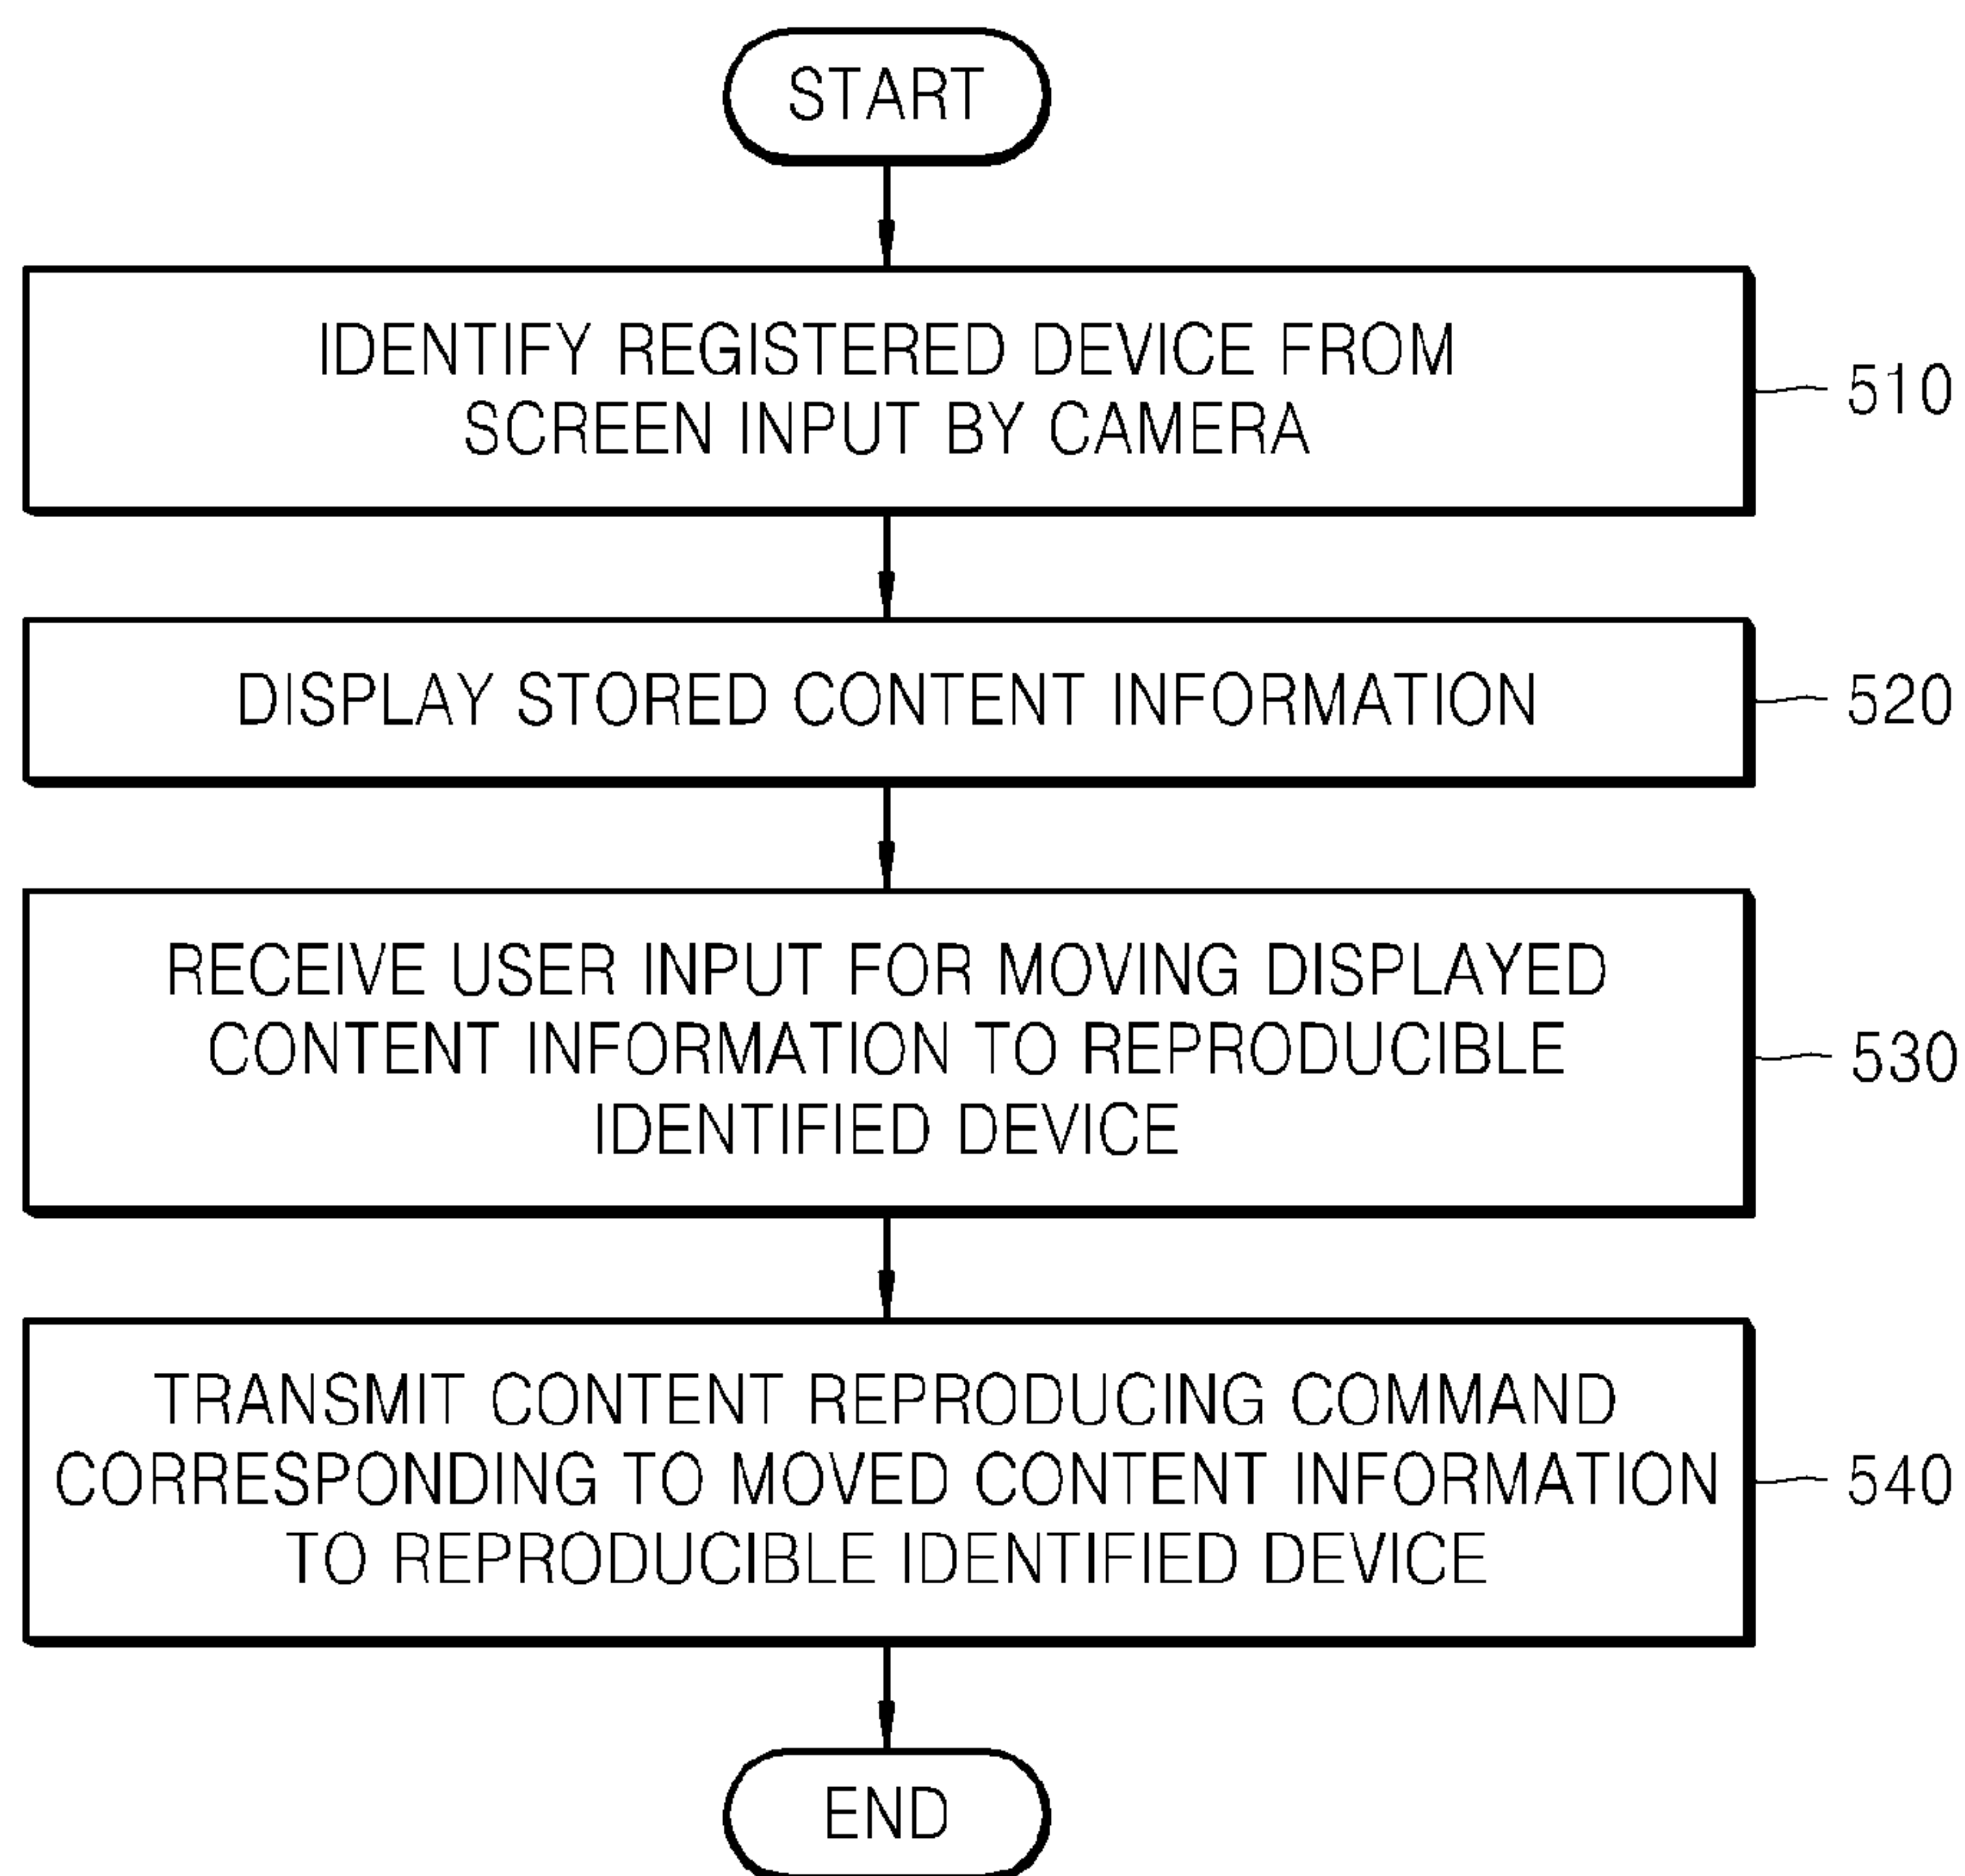 START
IDENTIFY REGISTERED DEVICE FROM
SCREEN INPUT BY CAMERA
510
DISPLAY STORED CONTENT INFORMATION
520
RECEIVE USER INPUT FOR MOVING DISPLAYED
CONTENT INFORMATION TO REPRODUCIBLE
IDENTIFIED DEVICE
530
TRANSMIT CONTENT REPRODUCING COMMAND
CORRESPONDING TO MOVED CONTENT INFORMATION
TO REPRODUCIBLE IDENTIFIED DEVICE
540
END